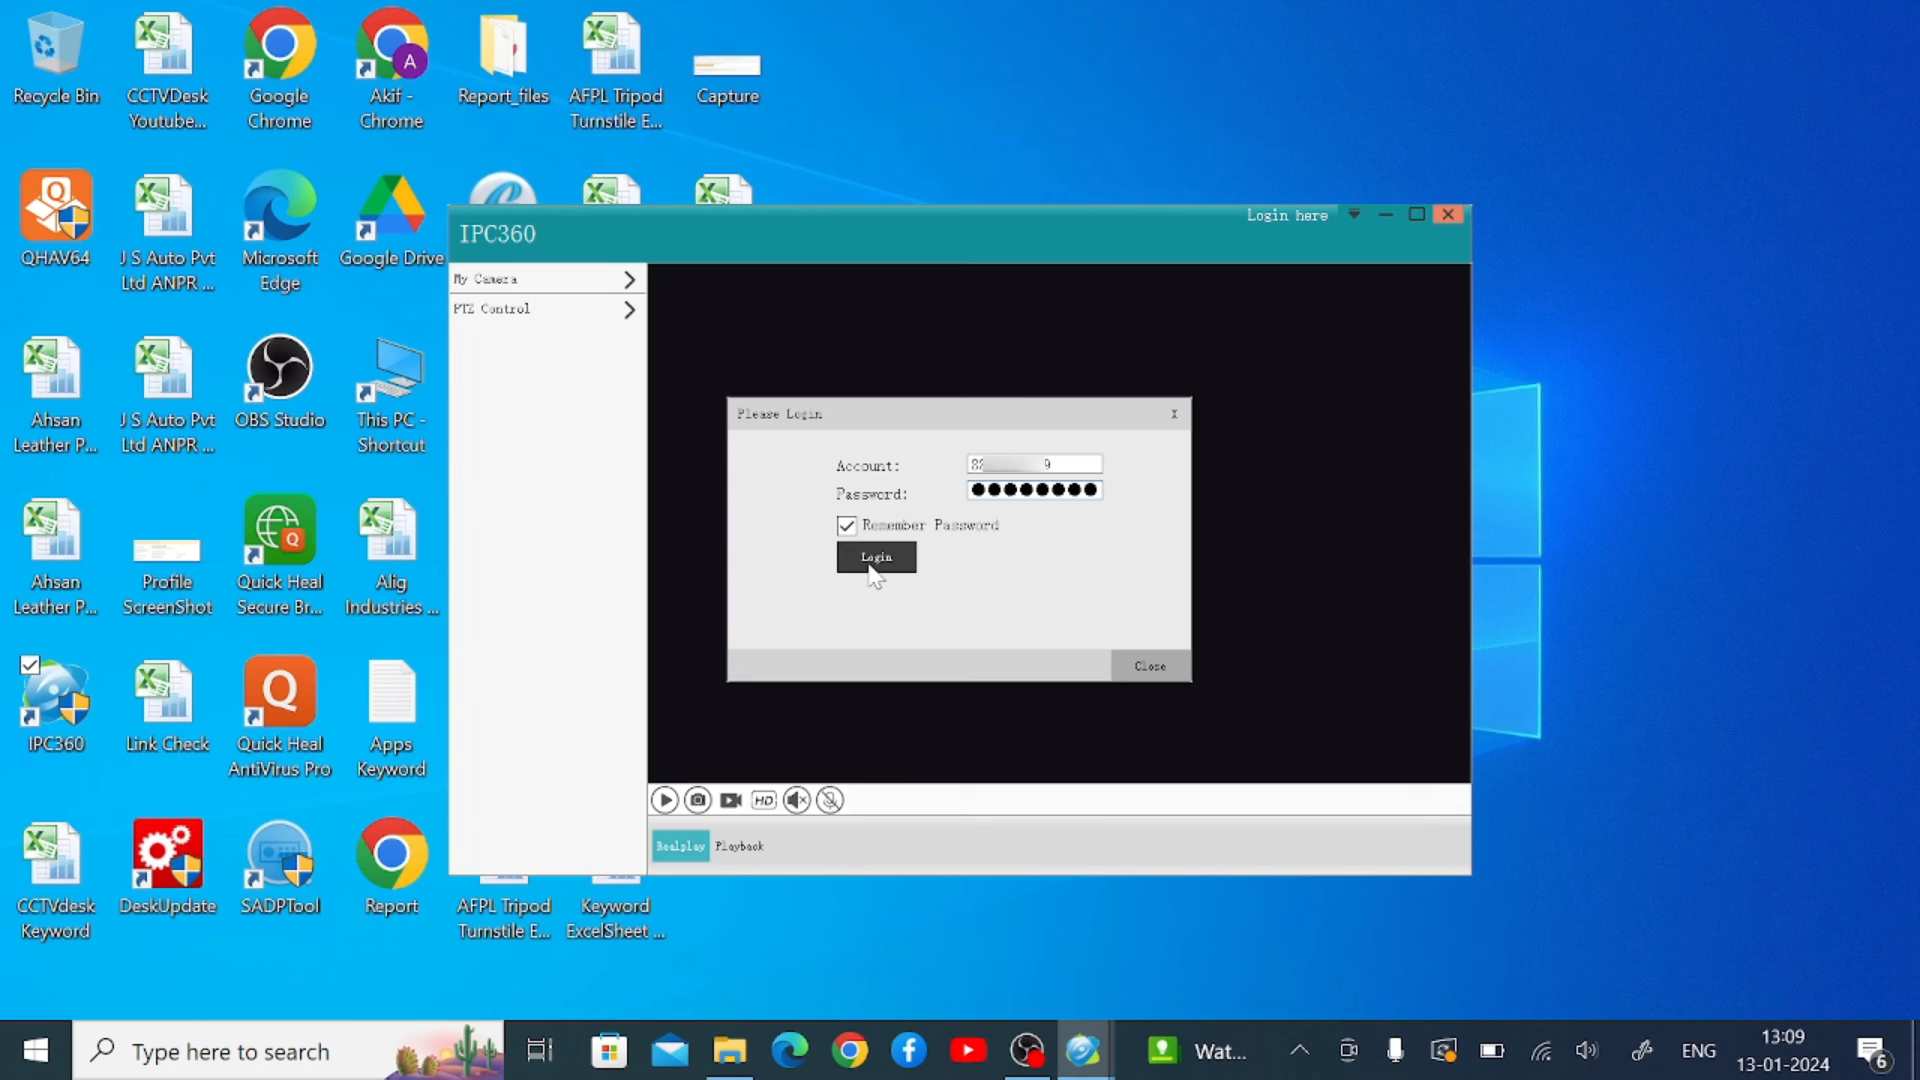 Recycle Bin
CCTVDesk
Youtube...
Google
Chrome
A
Akif -
Chrome
Report_files
AFPL Tripod
Turnstile E...
Capture
QHAV64
J S Auto Pvt
Ltd ANPR ...
Microsoft
Edge
Google Drive
Ahsan
Leather P...
J S Auto Pvt
Ltd ANPR ...
OBS Studio
This PC -
Shortcut
Ahsan
Leather P...
Profile
ScreenShot
Quick Heal
Secure Br...
Alig
Industries ...
IPC360
Link Check
Quick Heal
AntiVirus Pro
Apps
Keyword
CCTVdesk
Keyword
DeskUpdate
SADPTool
Report
AFPL Tripod
Turnstile E...
Keyword
ExcelSheet ...
Login here
IPC360
My Camera
PTZ Control
Please Login
X
Account:
9
Password:
Remember Password
Login
Close
HD
Realplay
Playback
Type here to search
Wat...
ENG
13:09
13-01-2024
6